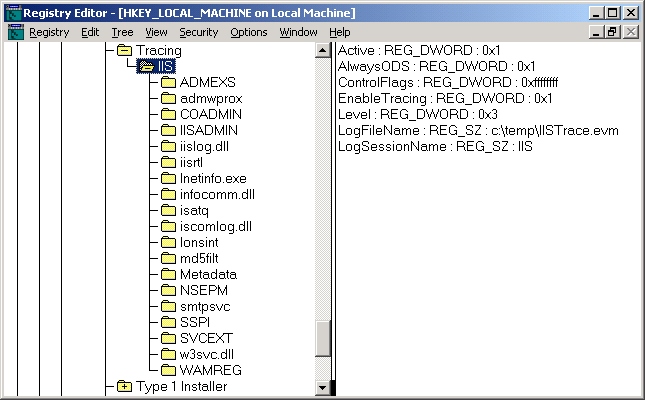 Registry Editor - [HKEY_LOCAL_MACHINE on Local Machine]
Registry Edit Tree View Security Options Window Help
Tracing
IIS
ADMEXS
admwprox
COADMIN
IISADMIN
iislog.dll
iisrtl
Inetinfo.exe
infocomm.dll
isatq
iscomlog.dll
lonsint
md5filt
Metadata
NSEPM
smtpsvc
SSPI
SVCEXT
w3svc.dll
WAMREG
Type 1 Installer
Active : REG_DWORD : 0x1
AlwaysODS : REG_DWORD : 0x1
ControlFlags : REG_DWORD : 0xffffffff
EnableTracing : REG_DWORD : 0x1
Level : REG_DWORD : 0x3
LogFileName : REG_SZ : c:\temp\IISTrace.evm
LogSessionName : REG_SZ : IIS